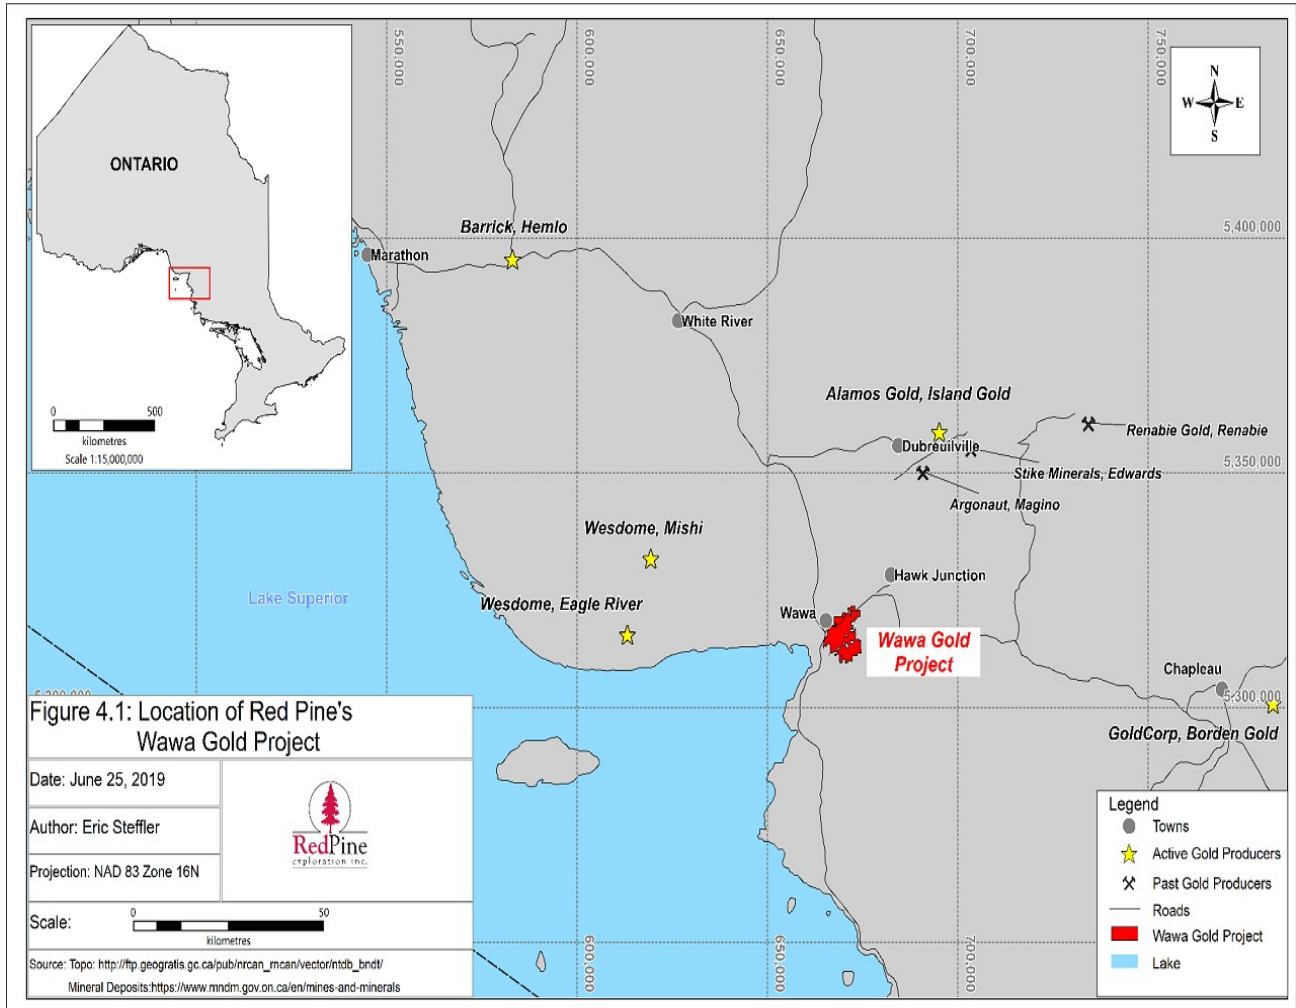 550,000
600,000
650,000
700,000
750,000
N
W E
S
ONTARIO
0 500
kilometres
Scale 1:15,000,000
Barrick, Hemlo
5,400,000
Marathon
White River
Alamos Gold, Island Gold
Renabie Gold, Renabie
Dubreuilville
Stike Minerals, Edwards
5,350,000
Argonaut, Magino
Wesdome, Mishi
Hawk Junction
Lake Superior
Wesdome, Eagle River
Wawa
Wawa Gold
Project
Chapleau
5,300,000
5,300,000
GoldCorp, Borden Gold
Figure 4.1: Location of Red Pine's
Wawa Gold Project
Date: June 25, 2019
Author: Eric Steffler
Projection: NAD 83 Zone 16N
RedPine
exploration inc.
Scale:
0 50
kilometres
Source: Topo: http://ftp.geogratis.gc.ca/pub/nrcan_rncan/vector/ntdb_bndt/
Mineral Deposits:https://www.mndm.gov.on.ca/en/mines-and-minerals
600,000
650,000
700,000
Legend
Towns
Active Gold Producers
Past Gold Producers
Roads
Wawa Gold Project
Lake